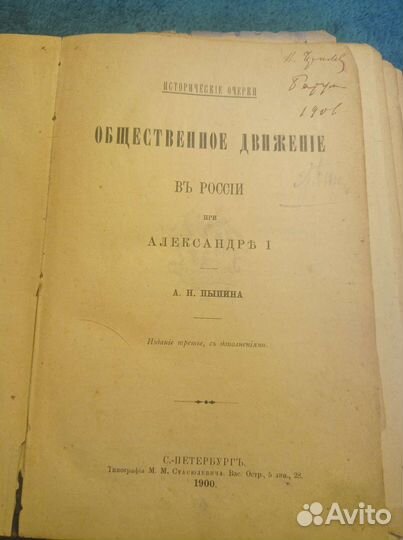 Батум
1906
ИСТОРИЧЕСКІЕ ОЧЕРКИ
ОБЩЕСТВЕННОЕ ДВИЖЕНІЕ
ВЪ РОССІИ
ПРИ
АЛЕКСАНДРѢ I
А. Н. ПЫПИНА
Изданіе третье, съ дополненіями.
С.-ПЕТЕРБУРГЪ.
Типографія М. М. Стасюлевича. Вас. Остр., 5 лин., 28.
1900.
Avito